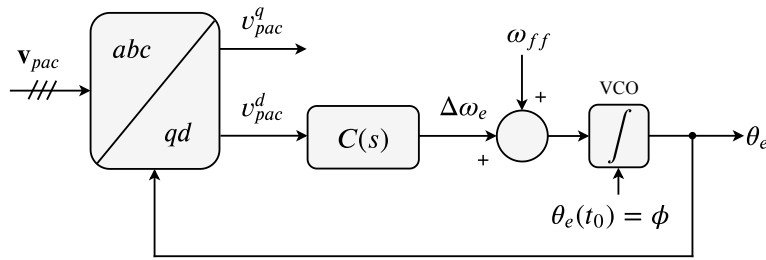 v_pac
abc
qd
v^q_pac
v^d_pac
C(s)
Δω_e
ω_ff
+
+
VCO
∫
θ_e(t_0) = ϕ
θ_e